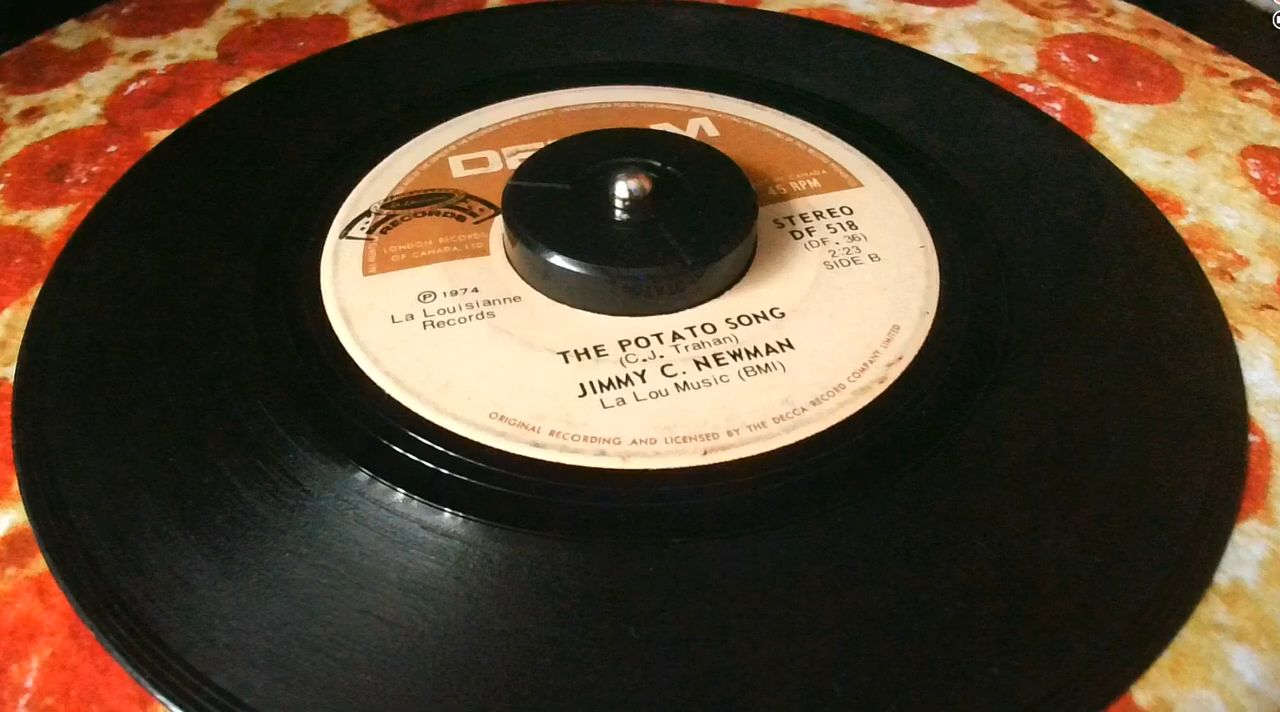 45 RPM
RECORDS
LONDON RECORDS
OF CANADA, LTD.
STEREO
DF 518
(DF. 36)
2:23
SIDE B
℗ 1974
La Louisianne
Records
THE POTATO SONG
(C.J. Trahan)
JIMMY C. NEWMAN
La Lou Music (BMI)
ORIGINAL RECORDING AND LICENSED BY THE DECCA RECORD COMPANY LIMITED